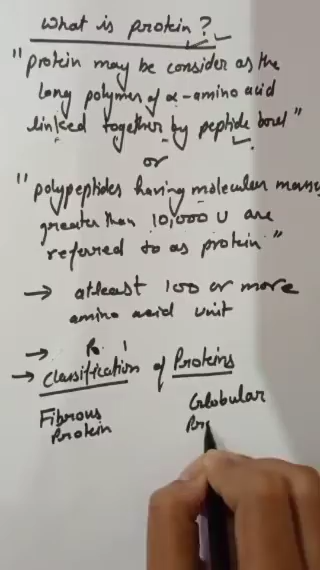 What is protein?
"protein may be consider as the
long polymer of α-amino acid
linked together by peptide bond"
or
"polypeptides having molecular mass
greater than 10,000 U are
referred to as protein"
→ atleast 100 or more
amino acid unit
→
→ Classification of Proteins
Fibrous Globular
Protein Pr